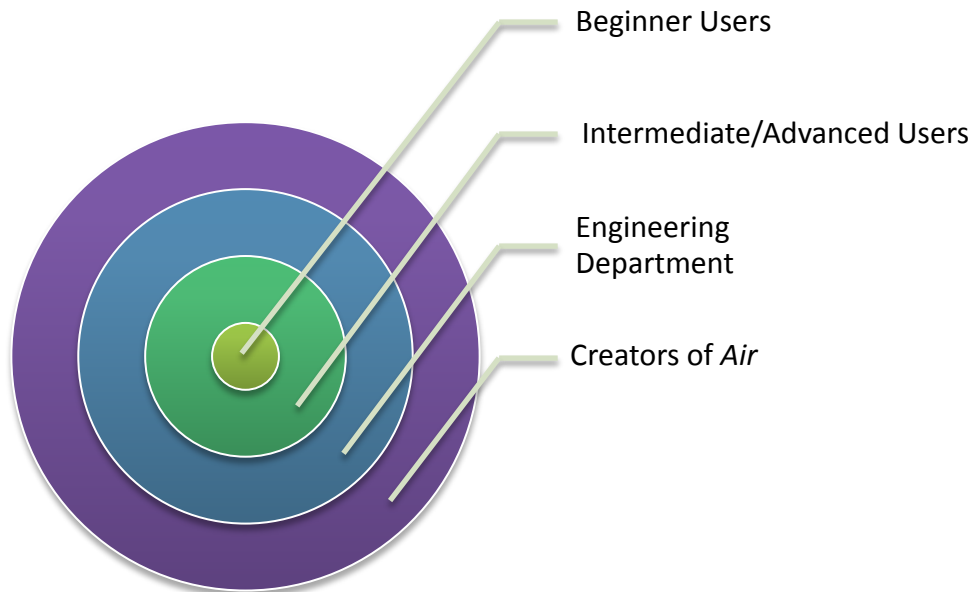 Beginner Users
Intermediate/Advanced Users
Engineering
Department
Creators of Air